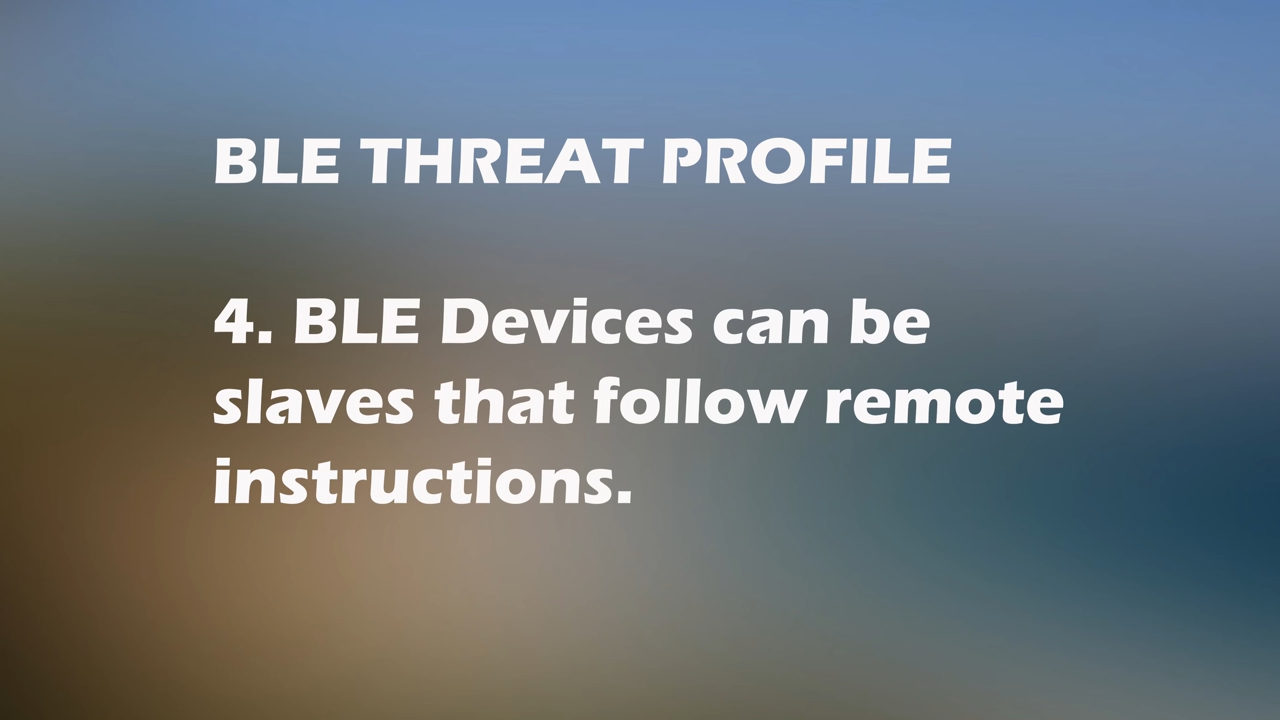 BLE THREAT PROFILE
4. BLE Devices can be
slaves that follow remote
instructions.